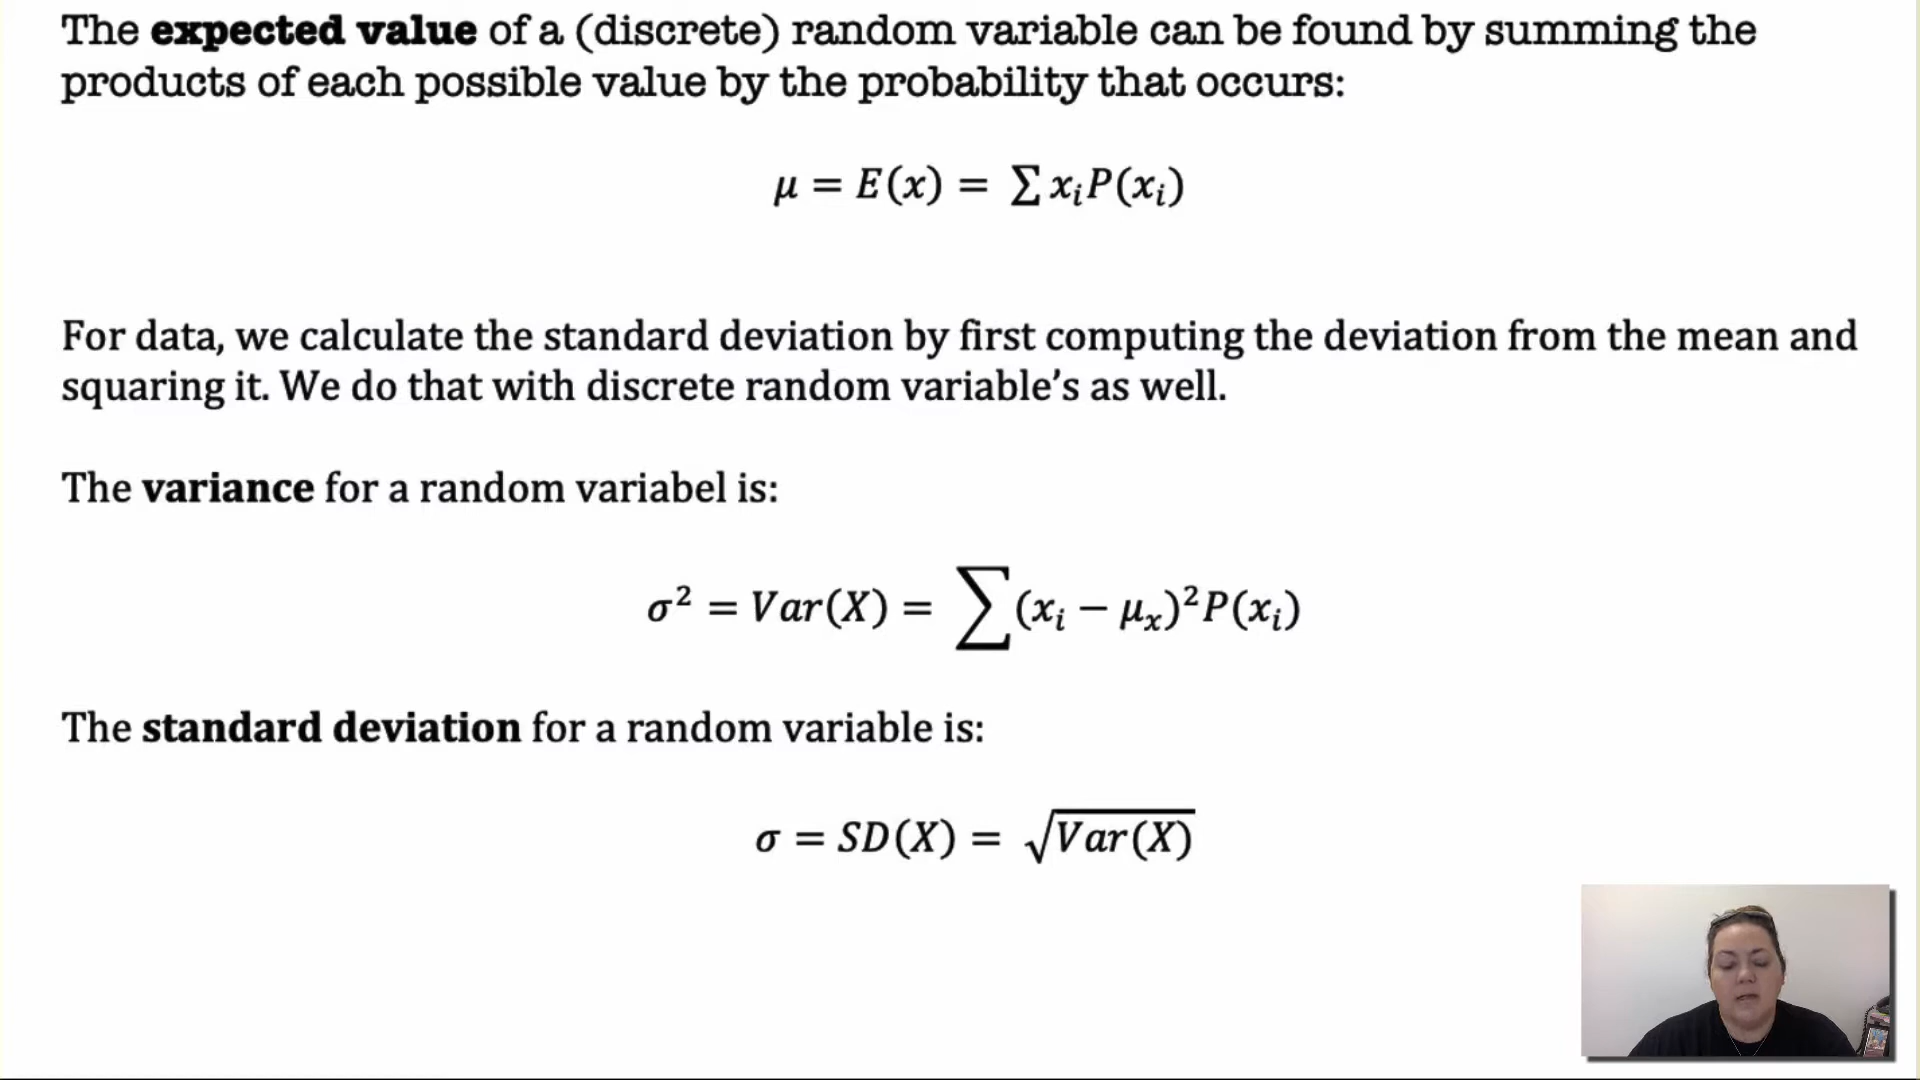 The expected value of a (discrete) random variable can be found by summing the
products of each possible value by the probability that occurs:
μ = E(x) = ∑ xᵢP(xᵢ)
For data, we calculate the standard deviation by first computing the deviation from the mean and
squaring it. We do that with discrete random variable’s as well.
The variance for a random variabel is:
σ² = Var(X) = ∑(xᵢ − μₓ)²P(xᵢ)
The standard deviation for a random variable is:
σ = SD(X) = √Var(X)